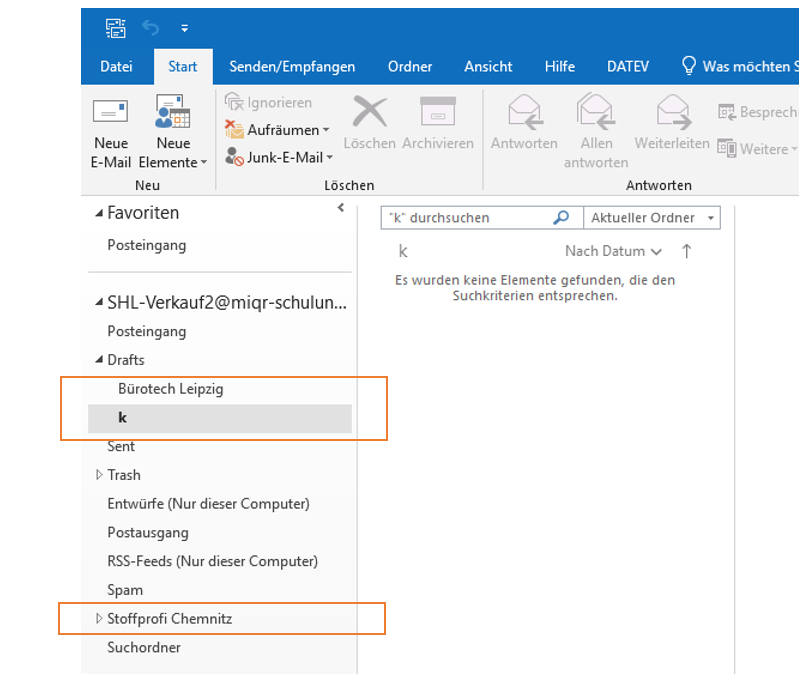 Datei Start Senden/Empfangen Ordner Ansicht Hilfe DATEV Was möchten S
Neue E-Mail
Neue Elemente
Ignorieren
Aufräumen
Junk-E-Mail
Löschen
Archivieren
Antworten
Allen antworten
Weiterleiten
Besprech
Weitere
Neu Löschen Antworten
Favoriten
Posteingang
SHL-Verkauf2@miqr-schulun...
Posteingang
Drafts
Bürotech Leipzig
k
Sent
Trash
Entwürfe (Nur dieser Computer)
Postausgang
RSS-Feeds (Nur dieser Computer)
Spam
Stoffprofi Chemnitz
Suchordner
"k" durchsuchen Aktueller Ordner
k Nach Datum
Es wurden keine Elemente gefunden, die den
Suchkriterien entsprechen.